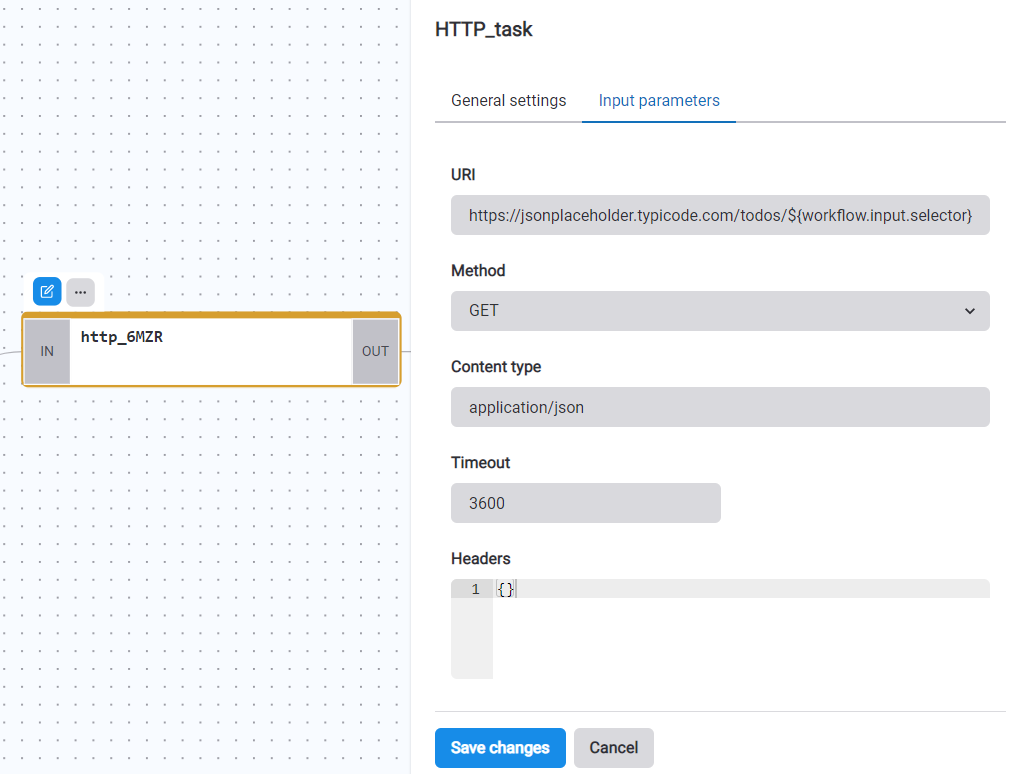 HTTP_task
General settings
Input parameters
URI
https://jsonplaceholder.typicode.com/todos/${workflow.input.selector}
Method
GET
Content type
application/json
Timeout
3600
Headers
1 {}
Save changes
Cancel
http_6MZR
IN
OUT